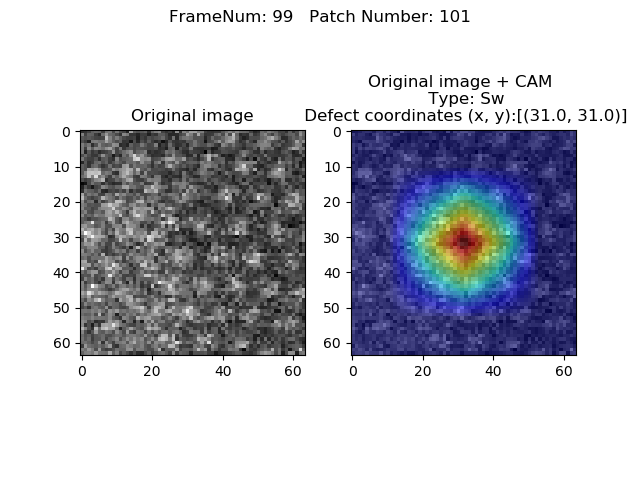 FrameNum: 99   Patch Number: 101
Original image
0
10
20
30
40
50
60
0 20 40 60
Original image + CAM
Type: Sw
Defect coordinates (x, y):[(31.0, 31.0)]
0
10
20
30
40
50
60
0 20 40 60